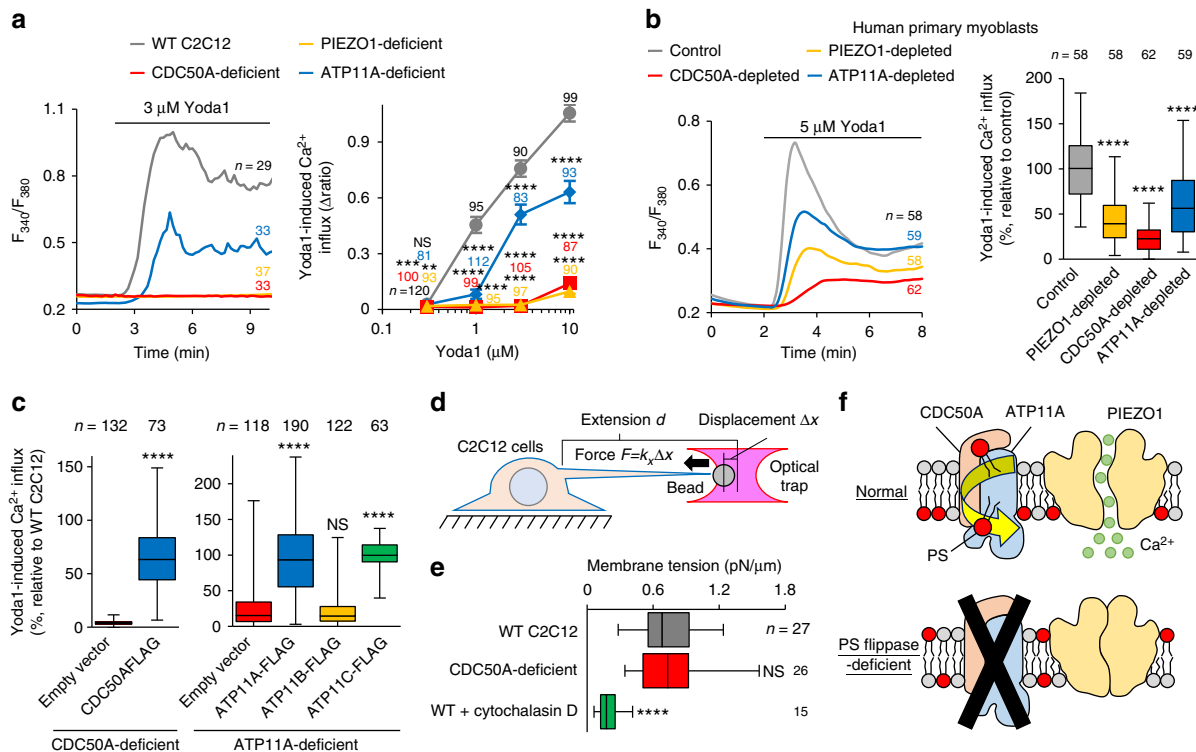 a
WT C2C12
PIEZO1-deficient
CDC50A-deficient
ATP11A-deficient
3 μM Yoda1
1.1
0.8
0.5
0.2
F340/F380
n = 29
33
37
33
0
3
6
9
Time (min)
Yoda1-induced Ca2+
influx (Δratio)
1.2
0.9
0.6
0.3
0
99
90
****
93
95
****
83
NS
81
****
112
****
87
***
100
**
93
****
99
****
105
****
90
n=120
****
95
****
97
0.1
1
10
Yoda1 (μM)
b
Human primary myoblasts
Control
PIEZO1-depleted
CDC50A-depleted
ATP11A-depleted
5 μM Yoda1
0.8
0.6
0.4
0.2
F340/F380
n = 58
59
58
62
0
2
4
6
8
Time (min)
n = 58 58 62 59
Yoda1-induced Ca2+ influx
(%, relative to control)
200
150
100
50
0
****
****
****
Control
PIEZO1-depleted
CDC50A-depleted
ATP11A-depleted
c
n = 132 73
n = 118 190 122 63
Yoda1-induced Ca2+ influx
(%, relative to WT C2C12)
150
100
50
0
****
200
150
100
50
0
****
NS
****
Empty vector
CDC50AFLAG
Empty vector
ATP11A-FLAG
ATP11B-FLAG
ATP11C-FLAG
CDC50A-deficient
ATP11A-deficient
d
Extension d
Displacement Δx
C2C12 cells
Force F=kxΔx
Bead
Optical
trap
e
Membrane tension (pN/μm)
0
0.6
1.2
1.8
WT C2C12
n = 27
CDC50A-deficient
NS
26
WT + cytochalasin D
****
15
f
CDC50A
ATP11A
PIEZO1
Normal
PS
Ca2+
PS flippase
-deficient